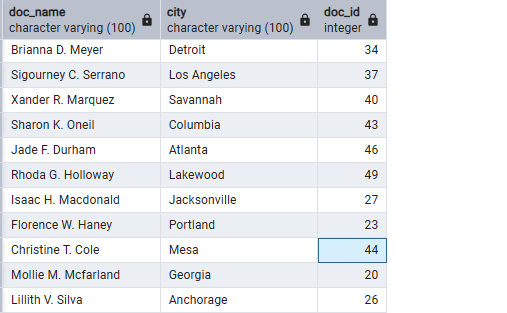 doc_name city doc_id
character varying (100) character varying (100) integer
Brianna D. Meyer Detroit 34
Sigourney C. Serrano Los Angeles 37
Xander R. Marquez Savannah 40
Sharon K. Oneil Columbia 43
Jade F. Durham Atlanta 46
Rhoda G. Holloway Lakewood 49
Isaac H. Macdonald Jacksonville 27
Florence W. Haney Portland 23
Christine T. Cole Mesa 44
Mollie M. Mcfarland Georgia 20
Lillith V. Silva Anchorage 26